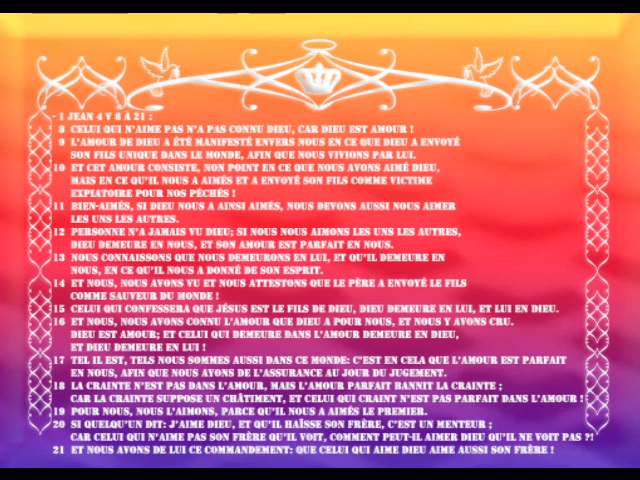 - 1 JEAN 4 V 8 À 21 :
8 CELUI QUI N'AIME PAS N'A PAS CONNU DIEU, CAR DIEU EST AMOUR !
9 L'AMOUR DE DIEU A ÉTÉ MANIFESTÉ ENVERS NOUS EN CE QUE DIEU A ENVOYÉ
SON FILS UNIQUE DANS LE MONDE, AFIN QUE NOUS VIVIONS PAR LUI.
10 ET CET AMOUR CONSISTE, NON POINT EN CE QUE NOUS AVONS AIMÉ DIEU,
MAIS EN CE QU'IL NOUS A AIMÉS ET A ENVOYÉ SON FILS COMME VICTIME
EXPIATOIRE POUR NOS PÉCHÉS !
11 BIEN-AIMÉS, SI DIEU NOUS A AINSI AIMÉS, NOUS DEVONS AUSSI NOUS AIMER
LES UNS LES AUTRES.
12 PERSONNE N'A JAMAIS VU DIEU; SI NOUS NOUS AIMONS LES UNS LES AUTRES,
DIEU DEMEURE EN NOUS, ET SON AMOUR EST PARFAIT EN NOUS.
13 NOUS CONNAISSONS QUE NOUS DEMEURONS EN LUI, ET QU'IL DEMEURE EN
NOUS, EN CE QU'IL NOUS A DONNÉ DE SON ESPRIT.
14 ET NOUS, NOUS AVONS VU ET NOUS ATTESTONS QUE LE PÈRE A ENVOYÉ LE FILS
COMME SAUVEUR DU MONDE !
15 CELUI QUI CONFESSERA QUE JÉSUS EST LE FILS DE DIEU, DIEU DEMEURE EN LUI, ET LUI EN DIEU.
16 ET NOUS, NOUS AVONS CONNU L'AMOUR QUE DIEU A POUR NOUS, ET NOUS Y AVONS CRU.
DIEU EST AMOUR; ET CELUI QUI DEMEURE DANS L'AMOUR DEMEURE EN DIEU,
ET DIEU DEMEURE EN LUI !
17 TEL IL EST, TELS NOUS SOMMES AUSSI DANS CE MONDE: C'EST EN CELA QUE L'AMOUR EST PARFAIT
EN NOUS, AFIN QUE NOUS AYONS DE L'ASSURANCE AU JOUR DU JUGEMENT.
18 LA CRAINTE N'EST PAS DANS L'AMOUR, MAIS L'AMOUR PARFAIT BANNIT LA CRAINTE ;
CAR LA CRAINTE SUPPOSE UN CHÂTIMENT, ET CELUI QUI CRAINT N'EST PAS PARFAIT DANS L'AMOUR !
19 POUR NOUS, NOUS L'AIMONS, PARCE QU'IL NOUS A AIMÉS LE PREMIER.
20 SI QUELQU'UN DIT: J'AIME DIEU, ET QU'IL HAÏSSE SON FRÈRE, C'EST UN MENTEUR ;
CAR CELUI QUI N'AIME PAS SON FRÈRE QU'IL VOIT, COMMENT PEUT-IL AIMER DIEU QU'IL NE VOIT PAS ?!
21 ET NOUS AVONS DE LUI CE COMMANDEMENT: QUE CELUI QUI AIME DIEU AIME AUSSI SON FRÈRE !